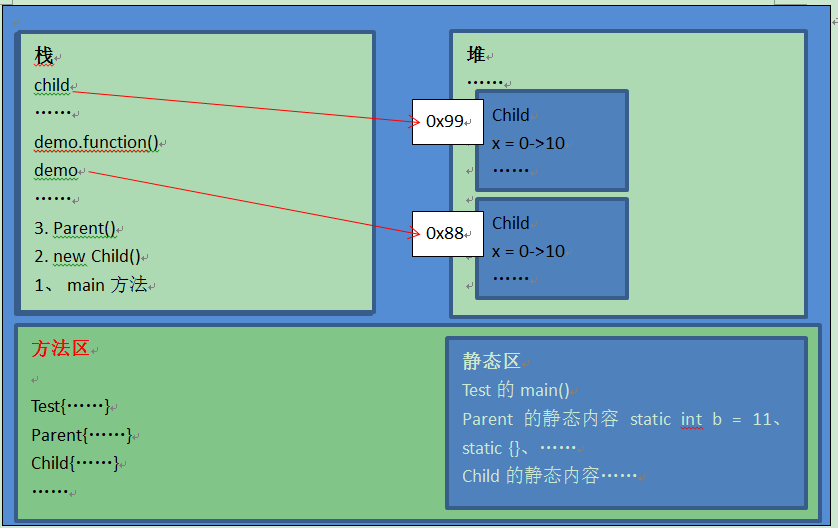 栈
child
……
demo.function()
demo
……
3. Parent()
2. new Child()
1、 main 方法
堆
……
0x99
Child
x = 0->10
……
0x88
Child
x = 0->10
……
方法区
Test{……}
Parent{……}
Child{……}
……
静态区
Test 的 main()
Parent 的静态内容 static int b = 11、
static {}、……
Child 的静态内容……